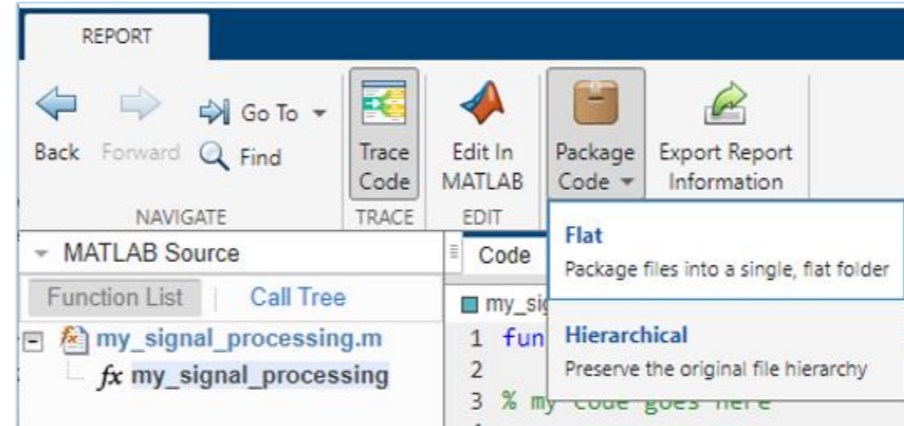 REPORT
Back
Forward
Go To
Find
Trace
Code
Edit In
MATLAB
Package
Code
Export Report
Information
NAVIGATE
TRACE
EDIT
Flat
Package files into a single, flat folder
Hierarchical
Preserve the original file hierarchy
MATLAB Source
Function List
Call Tree
my_signal_processing.m
fx my_signal_processing
Code
my_sig
1 fun
2
3 % my code goes here